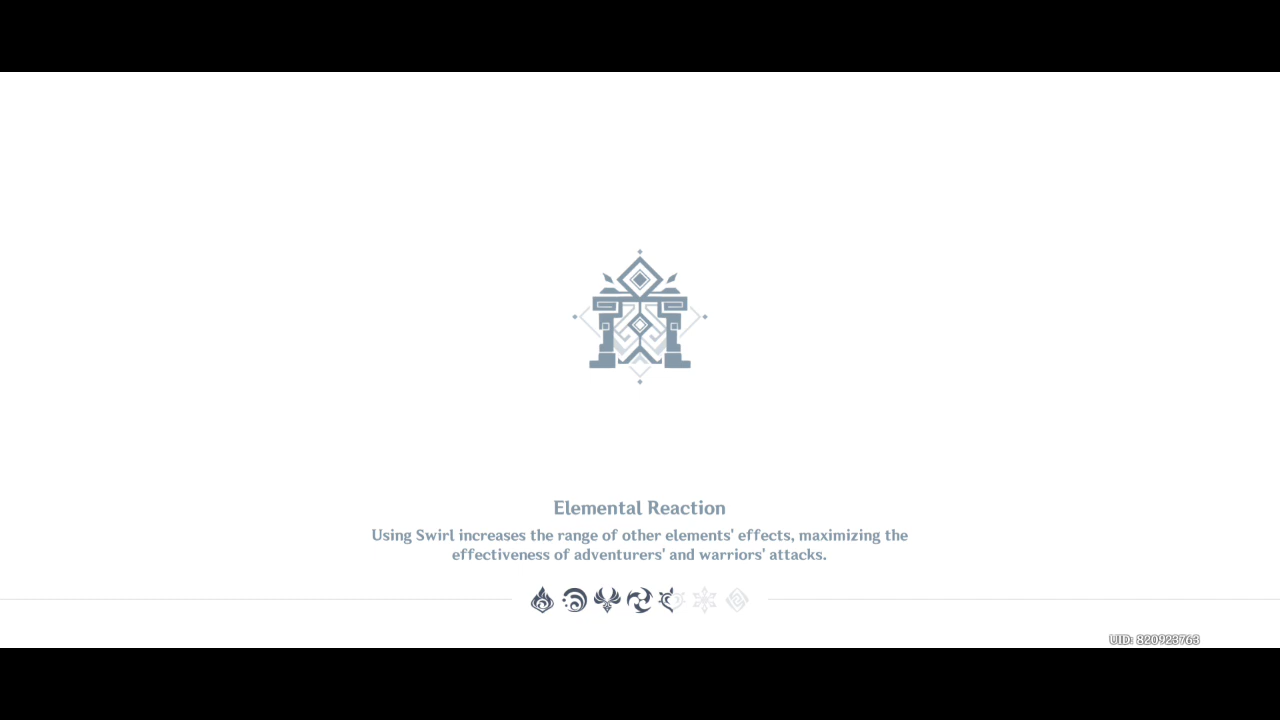 Elemental Reaction
Using Swirl increases the range of other elements' effects, maximizing the
effectiveness of adventurers' and warriors' attacks.
UID: 820923763